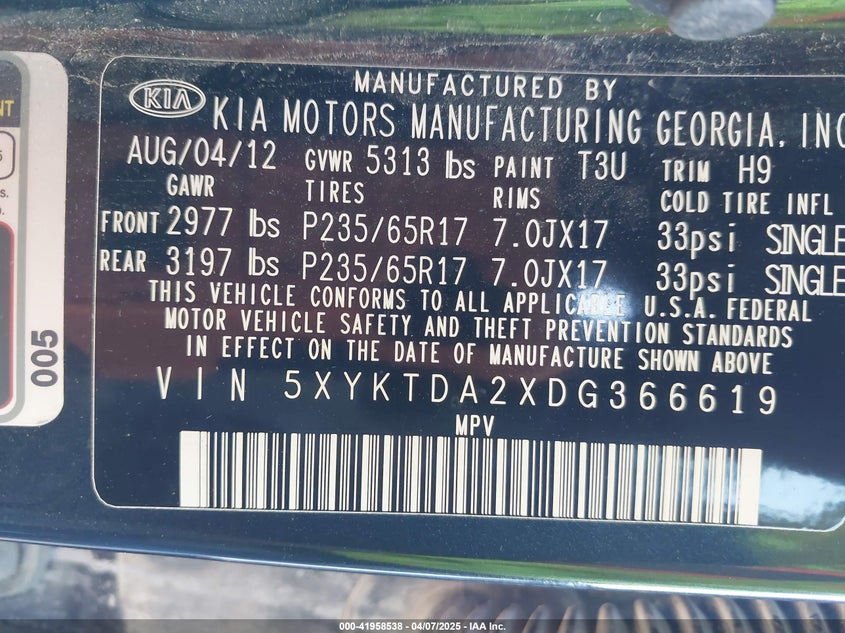 MANUFACTURED BY
KIA KIA MOTORS MANUFACTURING GEORGIA, INC
AUG/04/12 GVWR 5313 lbs PAINT T3U TRIM H9
GAWR TIRES RIMS COLD TIRE INFL
FRONT 2977 lbs P235/65R17 7.0JX17 33psi SINGLE
REAR 3197 lbs P235/65R17 7.0JX17 33psi SINGLE
THIS VEHICLE CONFORMS TO ALL APPLICABLE U.S.A. FEDERAL
MOTOR VEHICLE SAFETY AND THEFT PREVENTION STANDARDS
IN EFFECT ON THE DATE OF MANUFACTURE SHOWN ABOVE
VIN 5XYKTDA2XDG366619
MPV
005
000-41958538 - 04/07/2025 - IAA Inc.